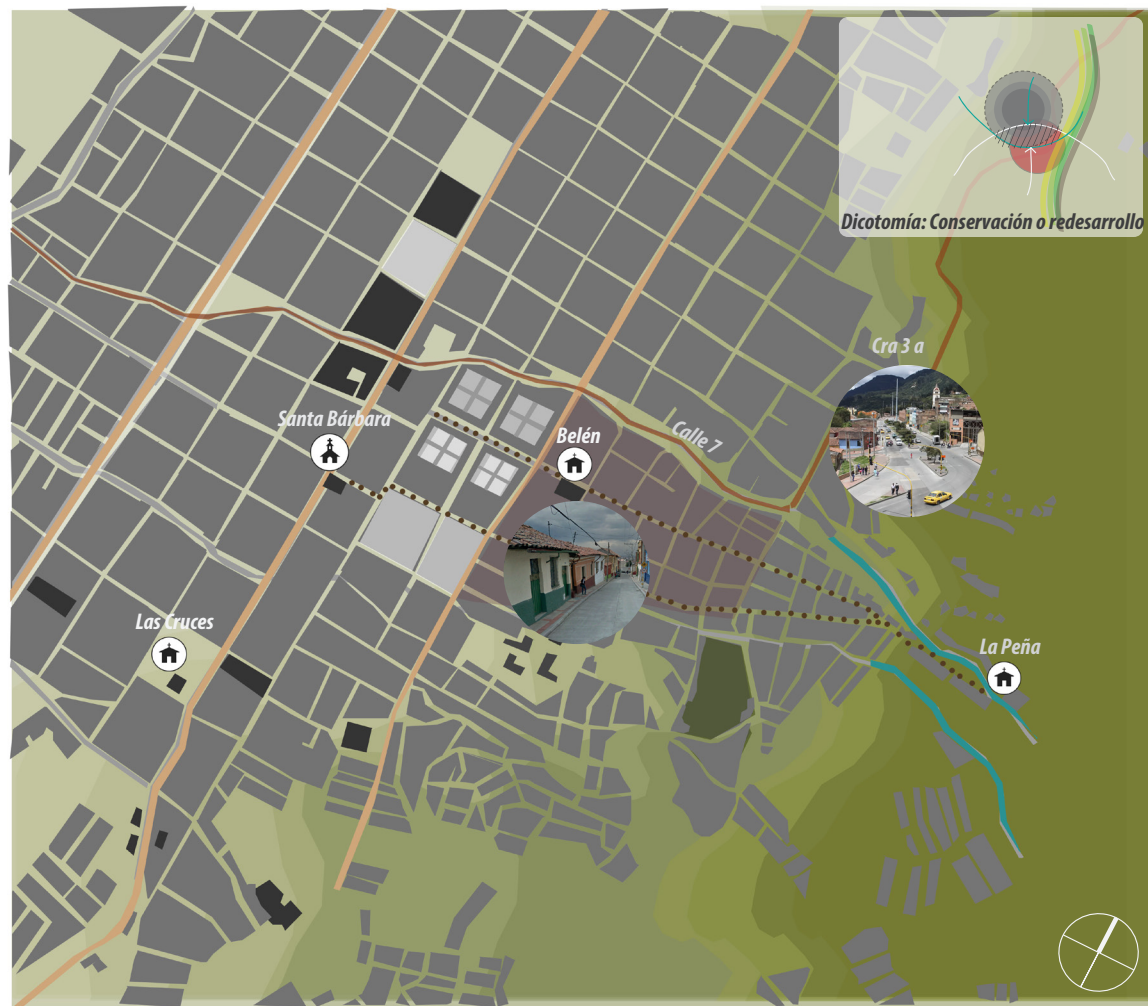 Dicotomía: Conservación o redesarrollo
Cra 3 a
Santa Bárbara
Belén
Calle 7
Las Cruces
La Peña